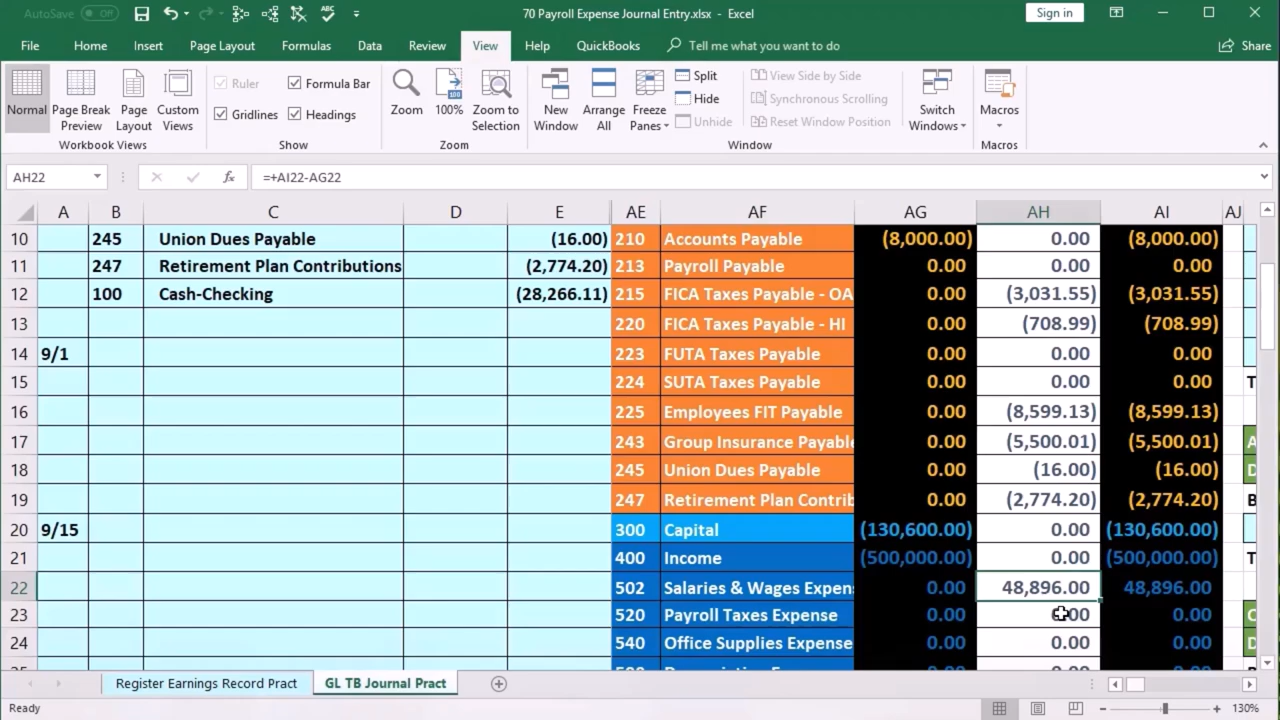 AutoSave Off 70 Payroll Expense Journal Entry.xlsx - Excel Sign in
File Home Insert Page Layout Formulas Data Review View Help QuickBooks Tell me what you want to do Share
Normal Page Break Preview Page Layout Custom Views
Workbook Views
Ruler Formula Bar
Gridlines Headings
Show
Zoom 100% Zoom to Selection
Zoom
New Window Arrange All Freeze Panes
Split
Hide
Unhide
View Side by Side
Synchronous Scrolling
Reset Window Position
Window
Switch Windows
Macros
Macros
AH22 fx =+AI22-AG22
A B C D E AE AF AG AH AI AJ
10 245 Union Dues Payable (16.00) 210 Accounts Payable (8,000.00) 0.00 (8,000.00)
11 247 Retirement Plan Contributions (2,774.20) 213 Payroll Payable 0.00 0.00 0.00
12 100 Cash-Checking (28,266.11) 215 FICA Taxes Payable - OA 0.00 (3,031.55) (3,031.55)
13 220 FICA Taxes Payable - HI 0.00 (708.99) (708.99)
14 9/1 223 FUTA Taxes Payable 0.00 0.00 0.00
15 224 SUTA Taxes Payable 0.00 0.00 0.00 T
16 225 Employees FIT Payable 0.00 (8,599.13) (8,599.13)
17 243 Group Insurance Payable 0.00 (5,500.01) (5,500.01) A
18 245 Union Dues Payable 0.00 (16.00) (16.00) D
19 247 Retirement Plan Contrib 0.00 (2,774.20) (2,774.20) B
20 9/15 300 Capital (130,600.00) 0.00 (130,600.00)
21 400 Income (500,000.00) 0.00 (500,000.00) T
22 502 Salaries & Wages Expen 0.00 48,896.00 48,896.00
23 520 Payroll Taxes Expense 0.00 0.00 0.00 C
24 540 Office Supplies Expense 0.00 0.00 0.00 D
Register Earnings Record Pract GL TB Journal Pract
Ready 130%